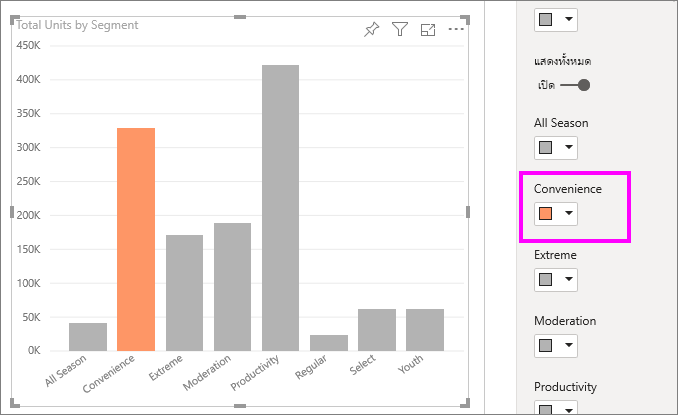 Total Units by Segment
450K
400K
350K
300K
250K
200K
150K
100K
50K
0K
All Season
Convenience
Extreme
Moderation
Productivity
Regular
Select
Youth
แสดงทั้งหมด
เปิด
All Season
Convenience
Extreme
Moderation
Productivity